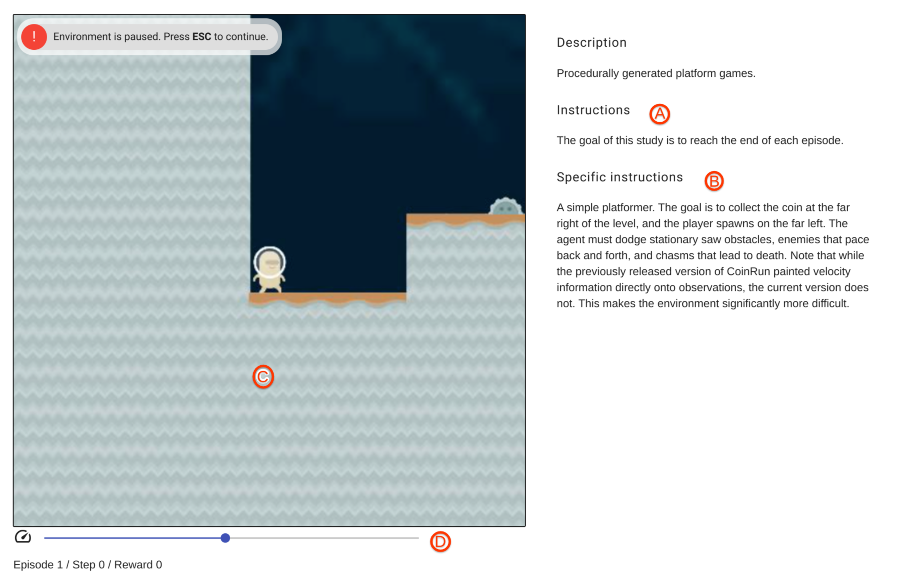 ! Environment is paused. Press ESC to continue.
Description
Procedurally generated platform games.
Instructions A
The goal of this study is to reach the end of each episode.
Specific instructions B
A simple platformer. The goal is to collect the coin at the far
right of the level, and the player spawns on the far left. The
agent must dodge stationary saw obstacles, enemies that pace
back and forth, and chasms that lead to death. Note that while
the previously released version of CoinRun painted velocity
information directly onto observations, the current version does
not. This makes the environment significantly more difficult.
C
D
Episode 1 / Step 0 / Reward 0